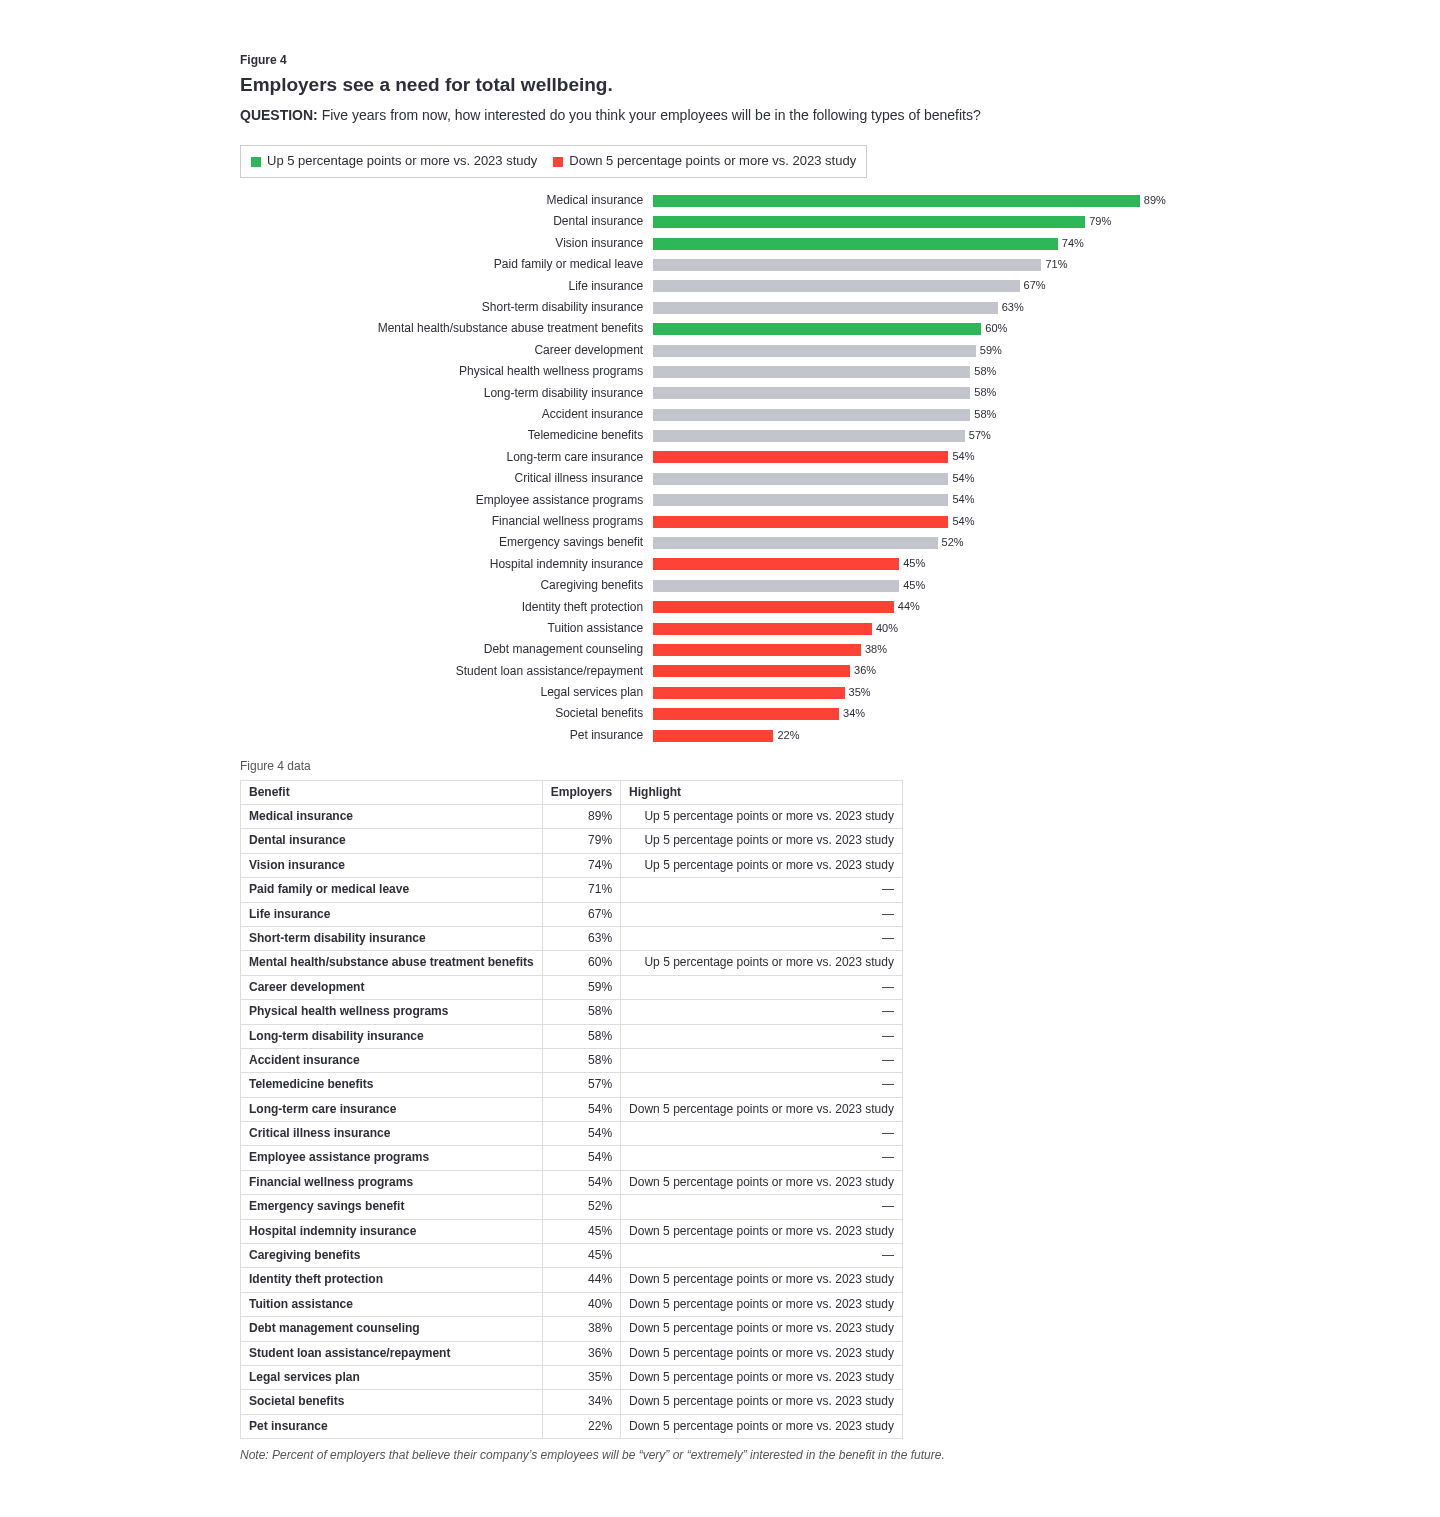 Figure 4
Employers see a need for total wellbeing.
QUESTION: Five years from now, how interested do you think your employees will be in the following types of benefits?
Up 5 percentage points or more vs. 2023 study Down 5 percentage points or more vs. 2023 study
Medical insurance 89%
Dental insurance 79%
Vision insurance 74%
Paid family or medical leave 71%
Life insurance 67%
Short-term disability insurance 63%
Mental health/substance abuse treatment benefits 60%
Career development 59%
Physical health wellness programs 58%
Long-term disability insurance 58%
Accident insurance 58%
Telemedicine benefits 57%
Long-term care insurance 54%
Critical illness insurance 54%
Employee assistance programs 54%
Financial wellness programs 54%
Emergency savings benefit 52%
Hospital indemnity insurance 45%
Caregiving benefits 45%
Identity theft protection 44%
Tuition assistance 40%
Debt management counseling 38%
Student loan assistance/repayment 36%
Legal services plan 35%
Societal benefits 34%
Pet insurance 22%
Figure 4 data
Benefit Employers Highlight
Medical insurance 89% Up 5 percentage points or more vs. 2023 study
Dental insurance 79% Up 5 percentage points or more vs. 2023 study
Vision insurance 74% Up 5 percentage points or more vs. 2023 study
Paid family or medical leave 71% —
Life insurance 67% —
Short-term disability insurance 63% —
Mental health/substance abuse treatment benefits 60% Up 5 percentage points or more vs. 2023 study
Career development 59% —
Physical health wellness programs 58% —
Long-term disability insurance 58% —
Accident insurance 58% —
Telemedicine benefits 57% —
Long-term care insurance 54% Down 5 percentage points or more vs. 2023 study
Critical illness insurance 54% —
Employee assistance programs 54% —
Financial wellness programs 54% Down 5 percentage points or more vs. 2023 study
Emergency savings benefit 52% —
Hospital indemnity insurance 45% Down 5 percentage points or more vs. 2023 study
Caregiving benefits 45% —
Identity theft protection 44% Down 5 percentage points or more vs. 2023 study
Tuition assistance 40% Down 5 percentage points or more vs. 2023 study
Debt management counseling 38% Down 5 percentage points or more vs. 2023 study
Student loan assistance/repayment 36% Down 5 percentage points or more vs. 2023 study
Legal services plan 35% Down 5 percentage points or more vs. 2023 study
Societal benefits 34% Down 5 percentage points or more vs. 2023 study
Pet insurance 22% Down 5 percentage points or more vs. 2023 study
Note: Percent of employers that believe their company’s employees will be “very” or “extremely” interested in the benefit in the future.